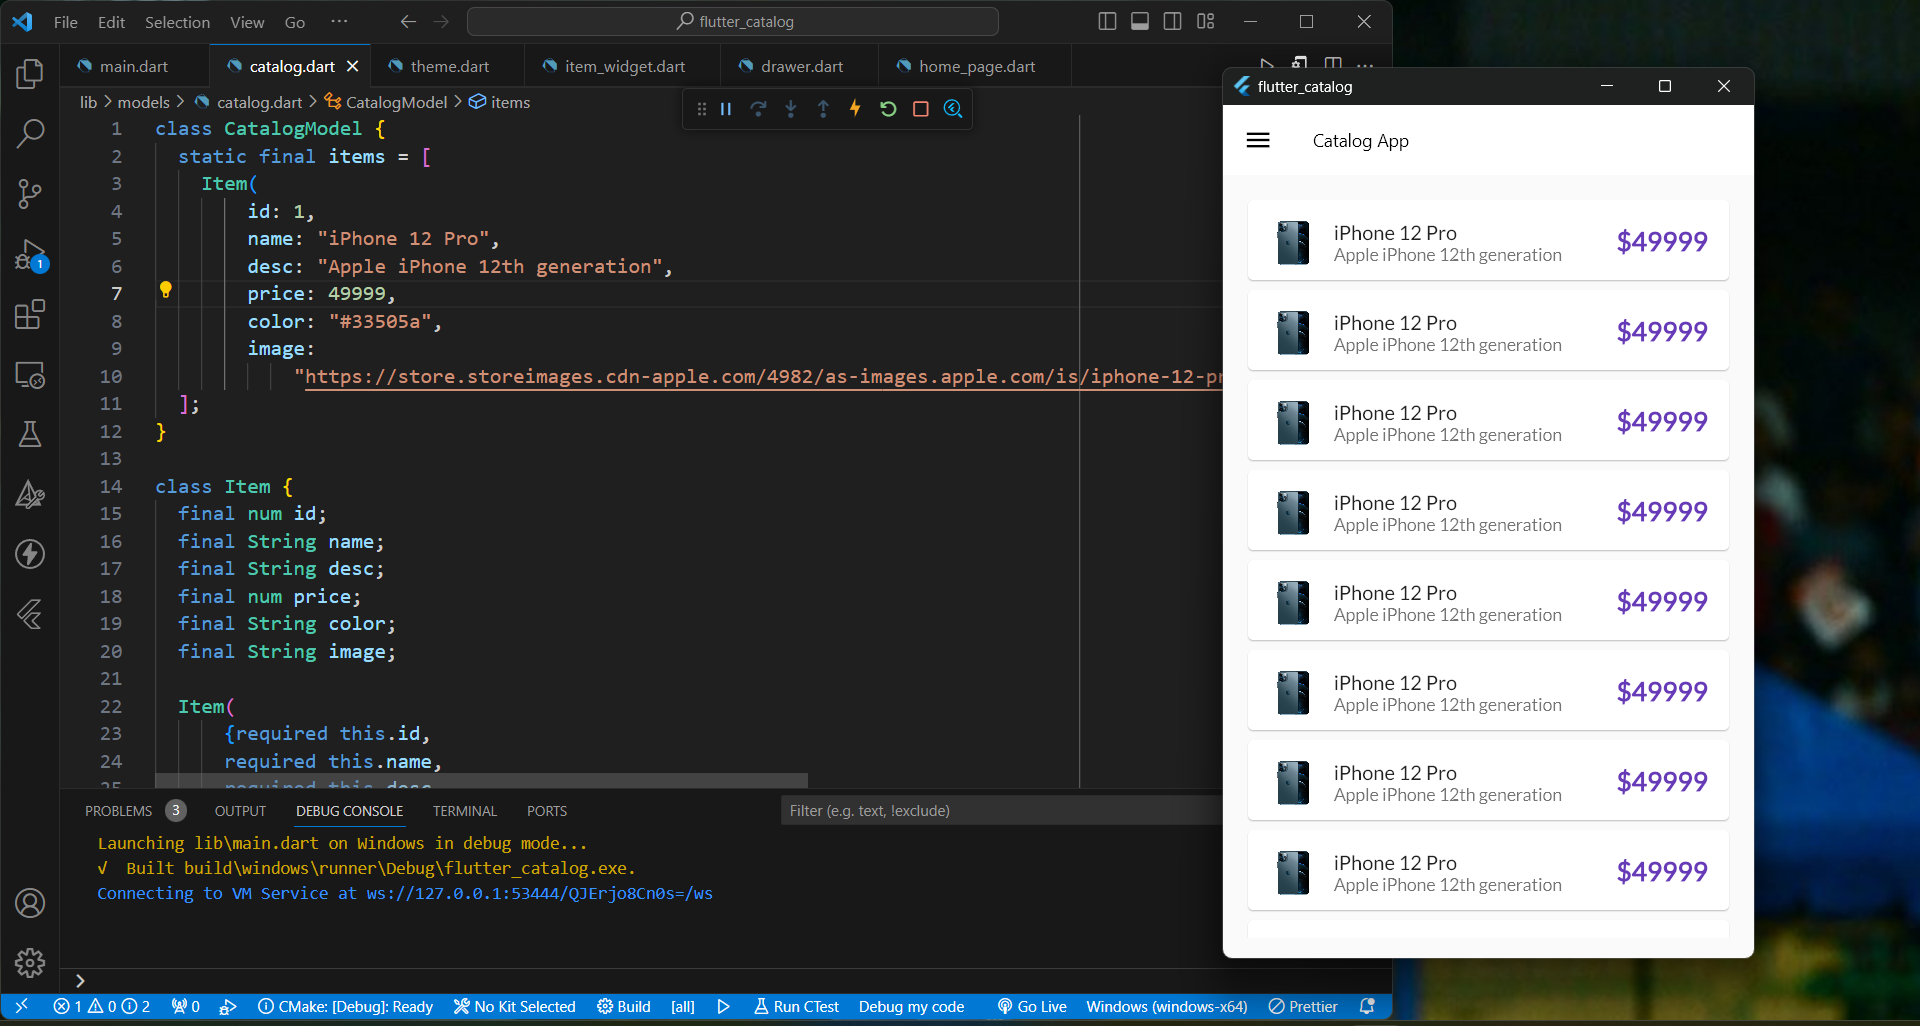 File Edit Selection View Go ···
flutter_catalog
main.dart
catalog.dart
theme.dart
item_widget.dart
drawer.dart
home_page.dart
lib > models > catalog.dart > CatalogModel > items
1 class CatalogModel {
2 static final items = [
3 Item(
4 id: 1,
5 name: "iPhone 12 Pro",
6 desc: "Apple iPhone 12th generation",
7 price: 49999,
8 color: "#33505a",
9 image:
10 "https://store.storeimages.cdn-apple.com/4982/as-images.apple.com/is/iphone-12-pr
11 ];
12 }
13
14 class Item {
15 final num id;
16 final String name;
17 final String desc;
18 final num price;
19 final String color;
20 final String image;
21
22 Item(
23 {required this.id,
24 required this.name,
25 required this.desc
PROBLEMS 3 OUTPUT DEBUG CONSOLE TERMINAL PORTS
Filter (e.g. text, !exclude)
Launching lib\main.dart on Windows in debug mode...
√ Built build\windows\runner\Debug\flutter_catalog.exe.
Connecting to VM Service at ws://127.0.0.1:53444/QJErjo8Cn0s=/ws
1
1 0 2 0 CMake: [Debug]: Ready No Kit Selected Build [all] Run CTest Debug my code Go Live Windows (windows-x64) Prettier
flutter_catalog
Catalog App
iPhone 12 Pro
Apple iPhone 12th generation
$49999
iPhone 12 Pro
Apple iPhone 12th generation
$49999
iPhone 12 Pro
Apple iPhone 12th generation
$49999
iPhone 12 Pro
Apple iPhone 12th generation
$49999
iPhone 12 Pro
Apple iPhone 12th generation
$49999
iPhone 12 Pro
Apple iPhone 12th generation
$49999
iPhone 12 Pro
Apple iPhone 12th generation
$49999
iPhone 12 Pro
Apple iPhone 12th generation
$49999